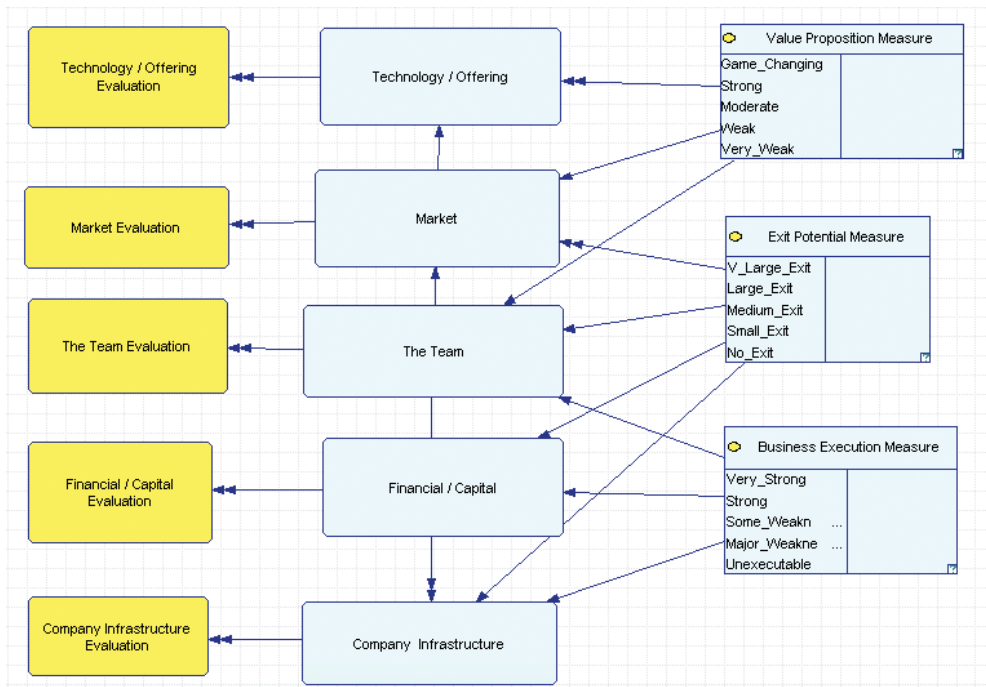 Technology / Offering
Evaluation
Technology / Offering
Value Proposition Measure
Game_Changing
Strong
Moderate
Weak
Very_Weak
Market Evaluation
Market
Exit Potential Measure
V_Large_Exit
Large_Exit
Medium_Exit
Small_Exit
No_Exit
The Team Evaluation
The Team
Business Execution Measure
Very_Strong
Strong
Some_Weakn ...
Major_Weakne ...
Unexecutable
Financial / Capital
Evaluation
Financial / Capital
Company Infrastructure
Evaluation
Company Infrastructure